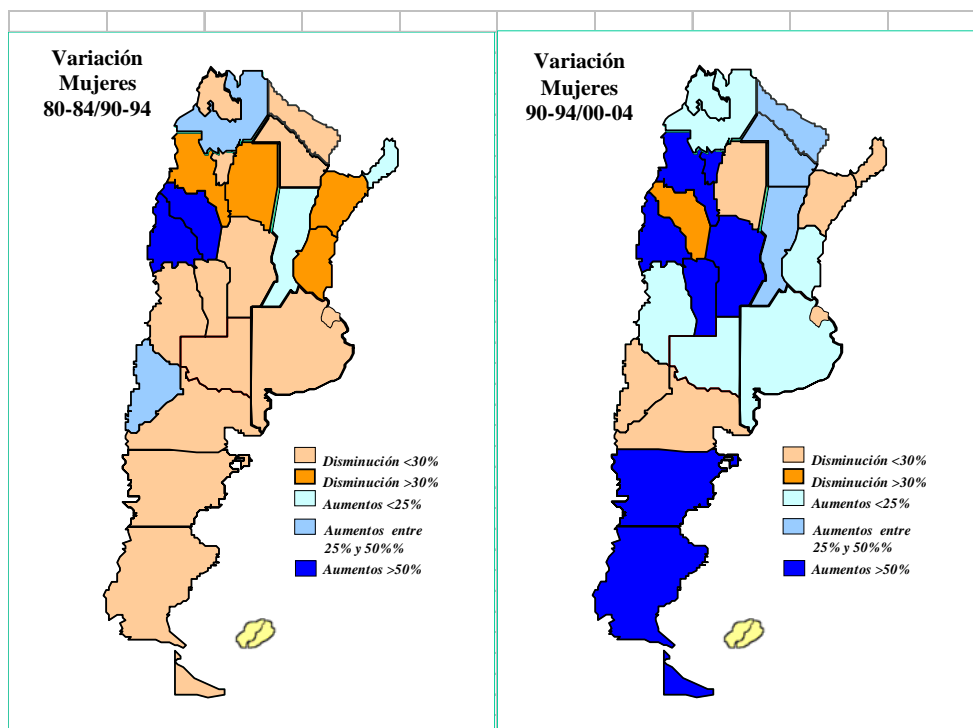 Variación
Mujeres
80-84/90-94
Disminución <30%
Disminución >30%
Aumentos <25%
Aumentos entre
25% y 50%%
Aumentos >50%
Variación
Mujeres
90-94/00-04
Disminución <30%
Disminución >30%
Aumentos <25%
Aumentos entre
25% y 50%%
Aumentos >50%